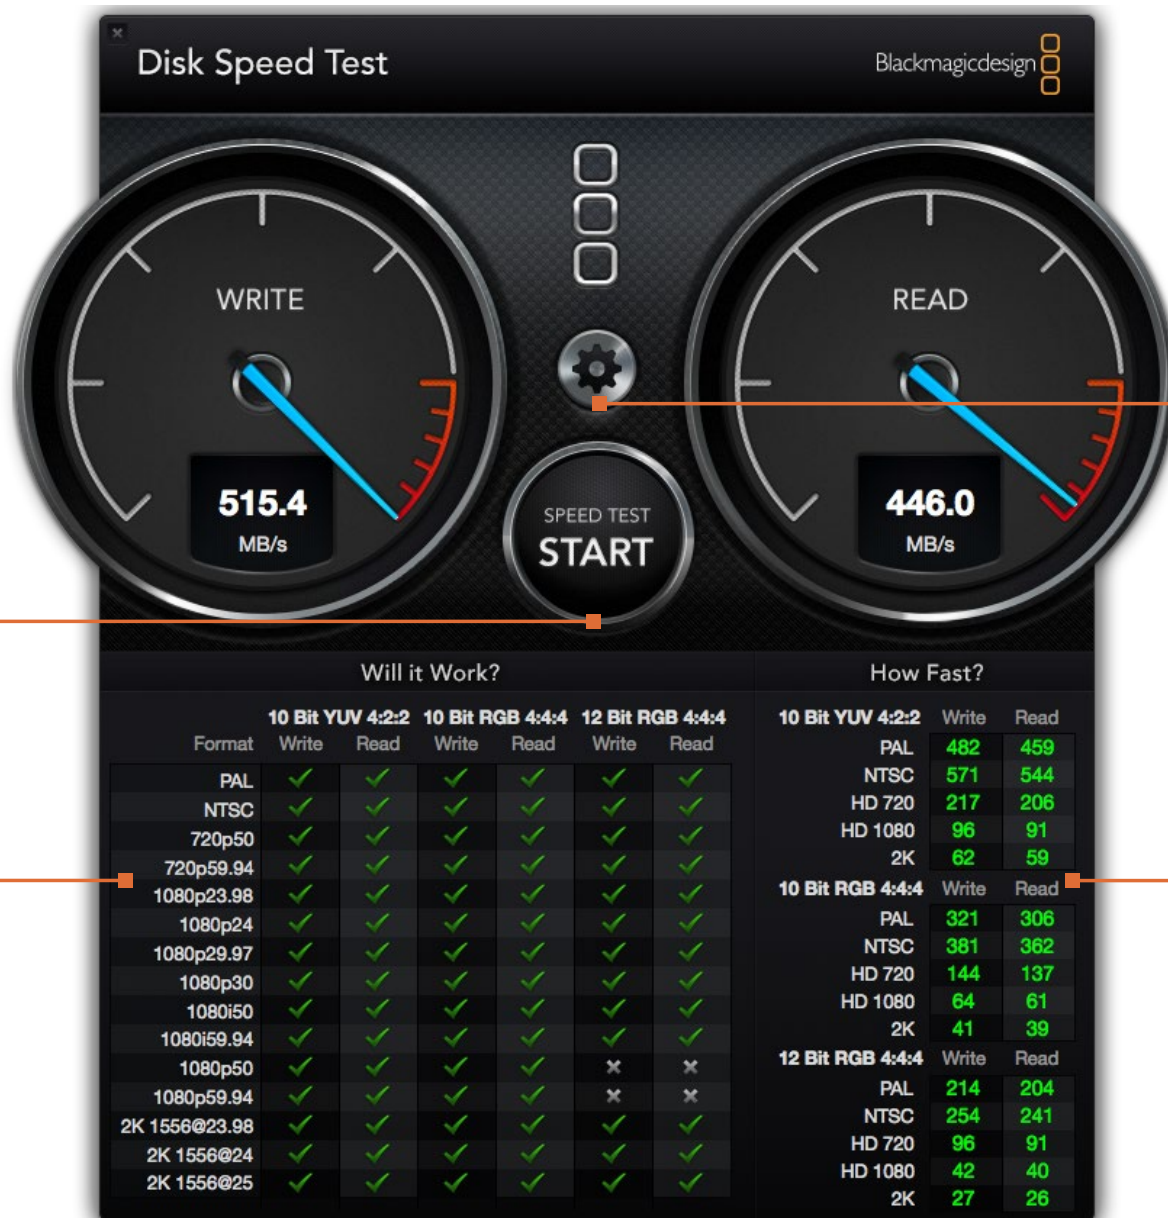 Disk Speed Test
Blackmagicdesign
WRITE
515.4
MB/s
READ
446.0
MB/s
SPEED TEST
START
Will it Work?
10 Bit YUV 4:2:2 10 Bit RGB 4:4:4 12 Bit RGB 4:4:4
Format Write Read Write Read Write Read
PAL
NTSC
720p50
720p59.94
1080p23.98
1080p24
1080p29.97
1080p30
1080i50
1080i59.94
1080p50
1080p59.94
2K 1556@23.98
2K 1556@24
2K 1556@25
How Fast?
10 Bit YUV 4:2:2 Write Read
PAL 482 459
NTSC 571 544
HD 720 217 206
HD 1080 96 91
2K 62 59
10 Bit RGB 4:4:4 Write Read
PAL 321 306
NTSC 381 362
HD 720 144 137
HD 1080 64 61
2K 41 39
12 Bit RGB 4:4:4 Write Read
PAL 214 204
NTSC 254 241
HD 720 96 91
HD 1080 42 40
2K 27 26